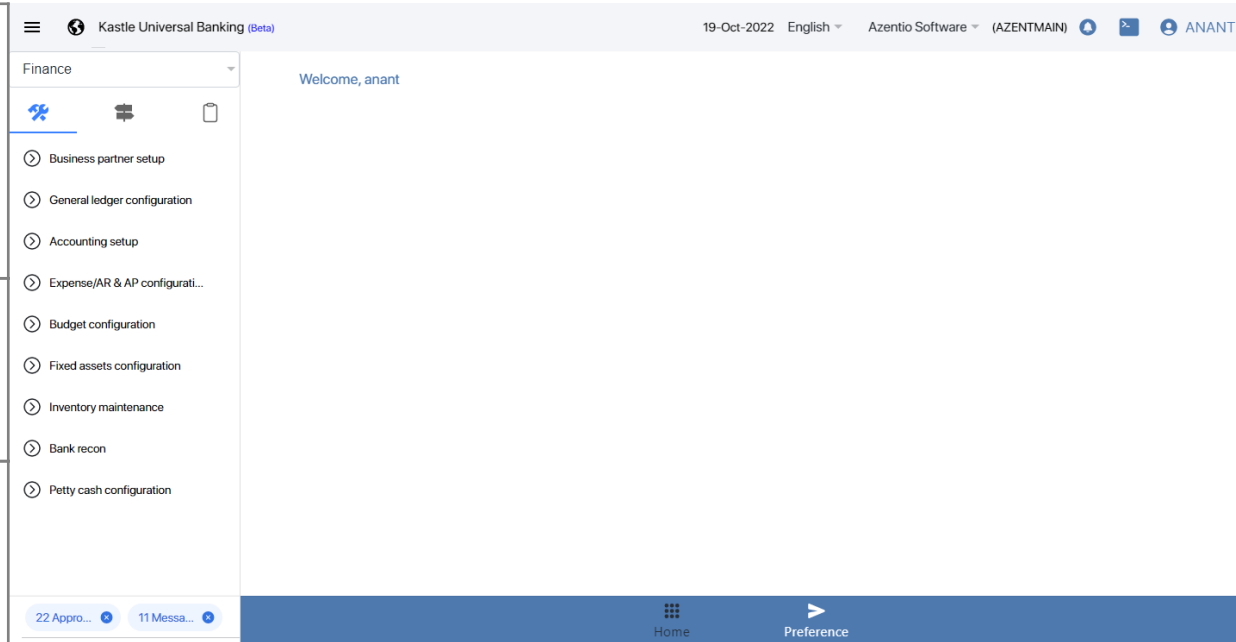 Kastle Universal Banking (Beta) 19-Oct-2022 English Azentio Software (AZENTMAIN) ANANT
Finance
Welcome, anant
Business partner setup
General ledger configuration
Accounting setup
Expense/AR & AP configurati...
Budget configuration
Fixed assets configuration
Inventory maintenance
Bank recon
Petty cash configuration
22 Appro... 11 Messa...
Home Preference